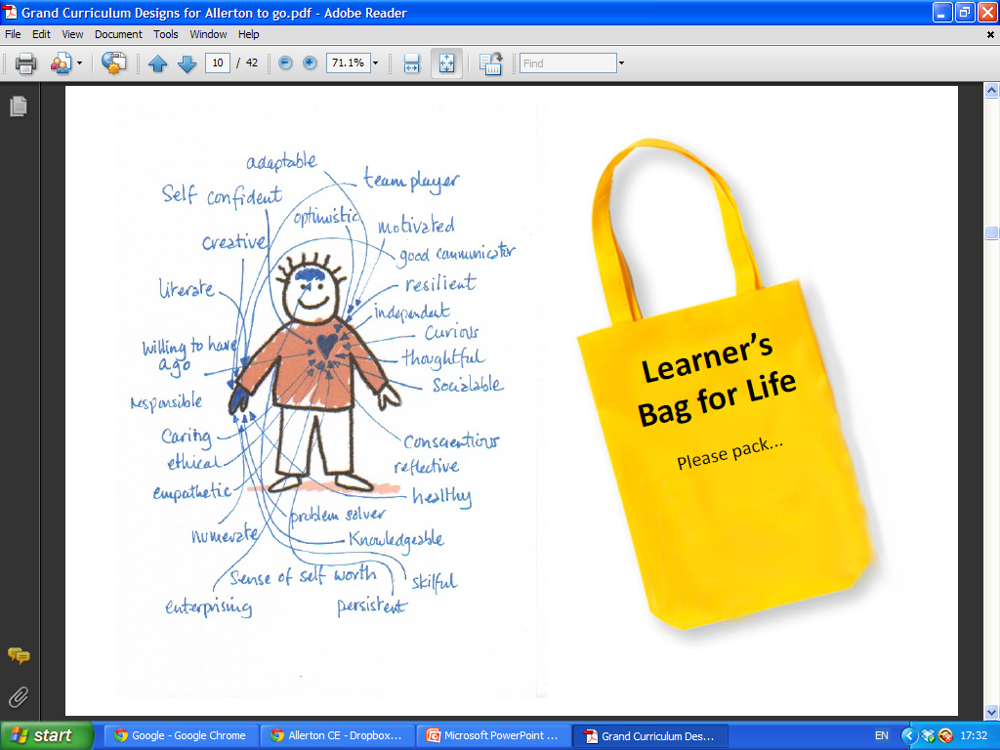 Grand Curriculum Designs for Allerton to go.pdf - Adobe Reader
File Edit View Document Tools Window Help
10 / 42 71.1% Find
adaptable
team player
Self confident
optimistic
motivated
creative
good communicator
literate
resilient
independent
curious
willing to have
a go
thoughtful
Sociable
responsible
caring
ethical
conscientious
reflective
empathetic
healthy
problem solver
numerate
Knowledgeable
Sense of self worth
skilful
enterprising
persistent
Learner's
Bag for Life
Please pack...
start Google - Google Chrome Allerton CE - Dropbox... Microsoft PowerPoint ... Grand Curriculum Des... EN 17:32